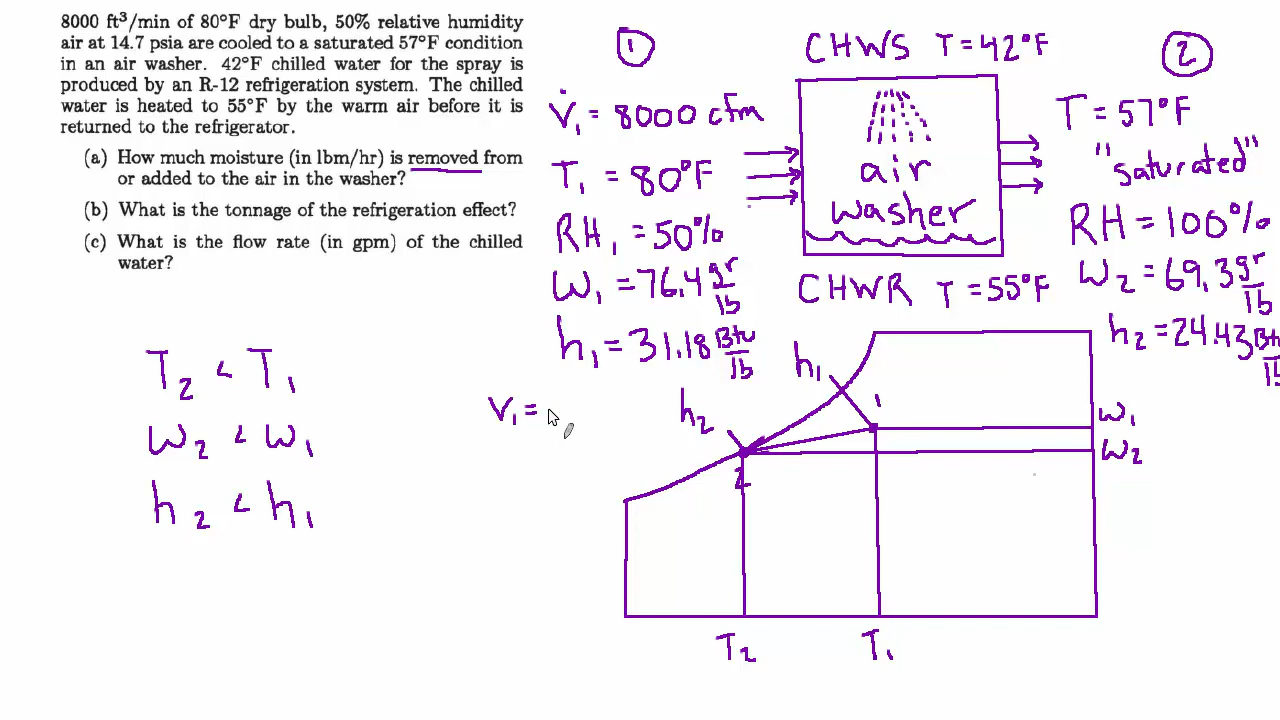 8000 ft³/min of 80°F dry bulb, 50% relative humidity
air at 14.7 psia are cooled to a saturated 57°F condition
in an air washer. 42°F chilled water for the spray is
produced by an R-12 refrigeration system. The chilled
water is heated to 55°F by the warm air before it is
returned to the refrigerator.
(a) How much moisture (in lbm/hr) is removed from
or added to the air in the washer?
(b) What is the tonnage of the refrigeration effect?
(c) What is the flow rate (in gpm) of the chilled
water?
T₂ < T₁
ω₂ < ω₁
h₂ < h₁
①
V̇₁ = 8000 cfm
T₁ = 80°F
RH₁ = 50%
ω₁ = 76.4 gr/lb
h₁ = 31.18 Btu/lb
CHWS T = 42°F
air
washer
CHWR T = 55°F
②
T = 57°F
"saturated"
RH = 100%
ω₂ = 69.3 gr/lb
h₂ = 24.43 Btu/lb
v₁ =
h₁
h₂
1
2
ω₁
ω₂
T₂
T₁